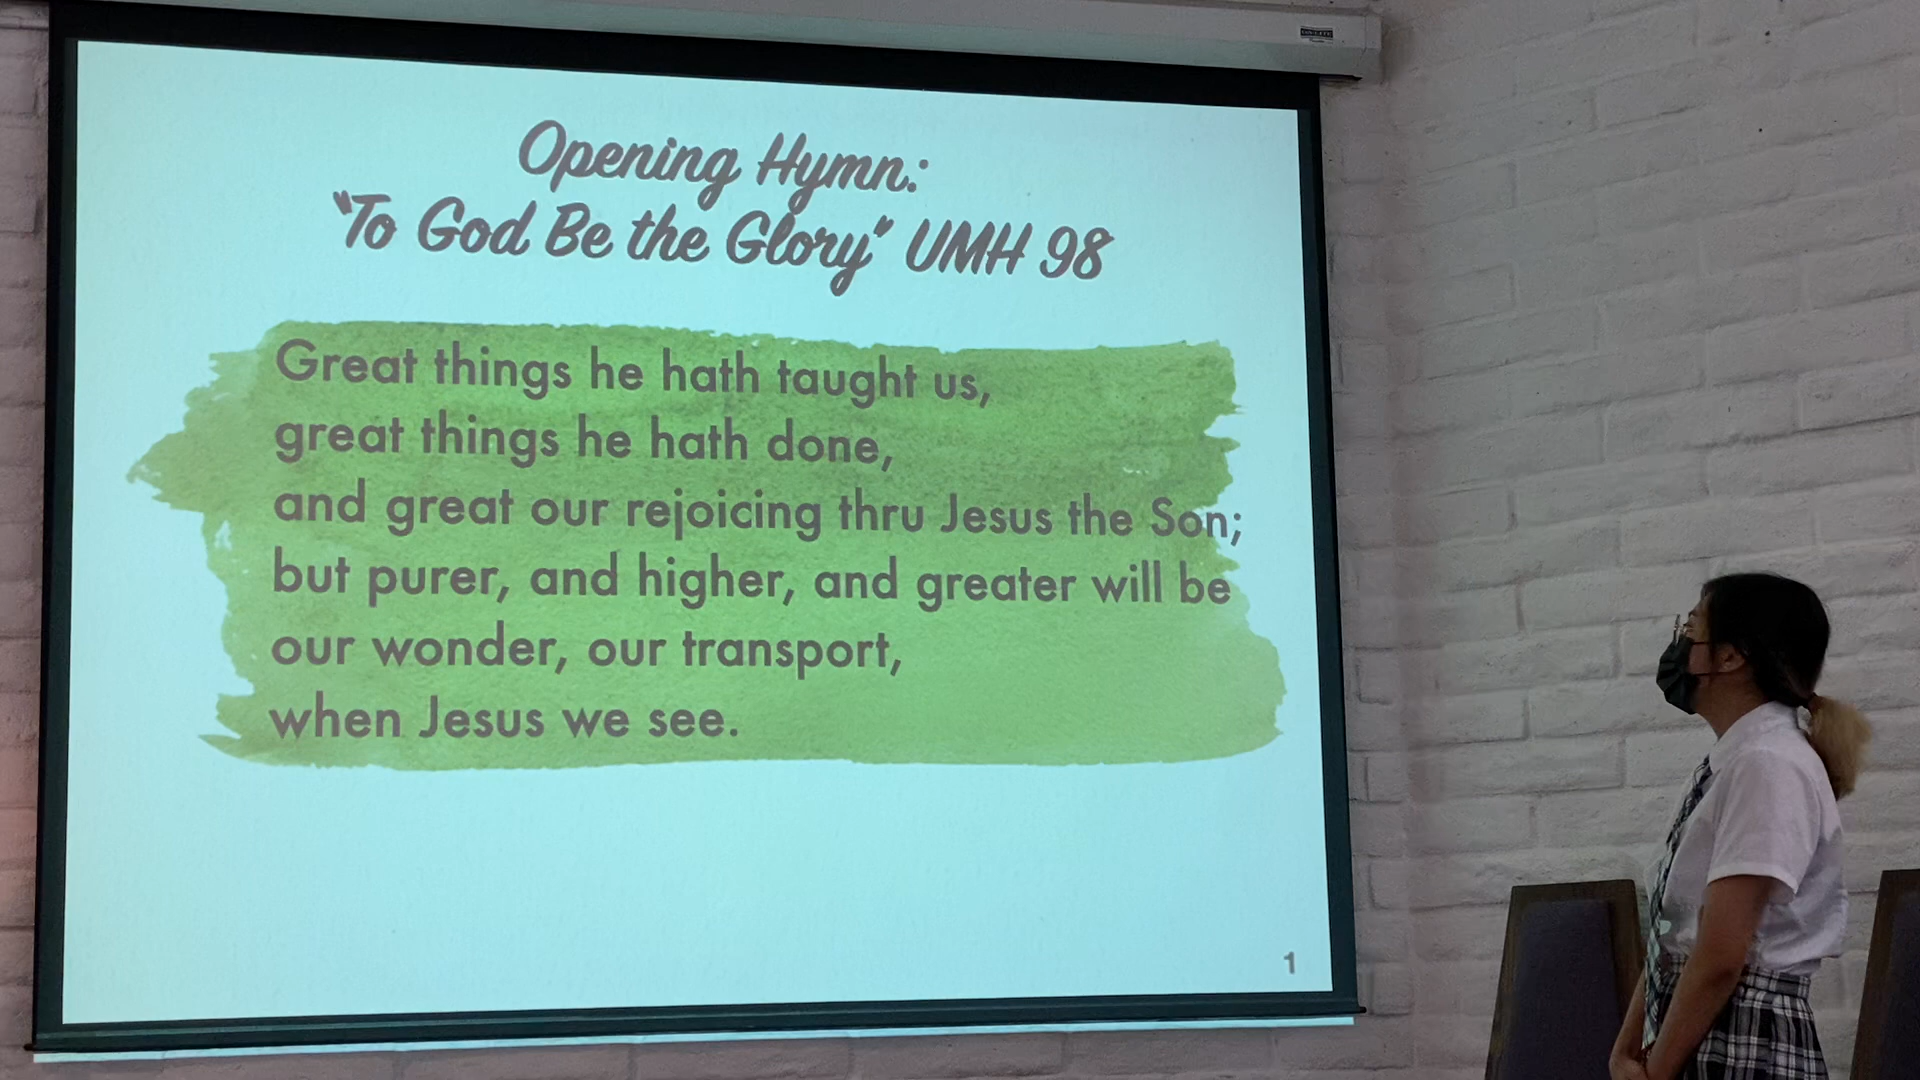 Opening Hymn:
"To God Be the Glory" UMH 98
Great things he hath taught us,
great things he hath done,
and great our rejoicing thru Jesus the Son;
but purer, and higher, and greater will be
our wonder, our transport,
when Jesus we see.
1